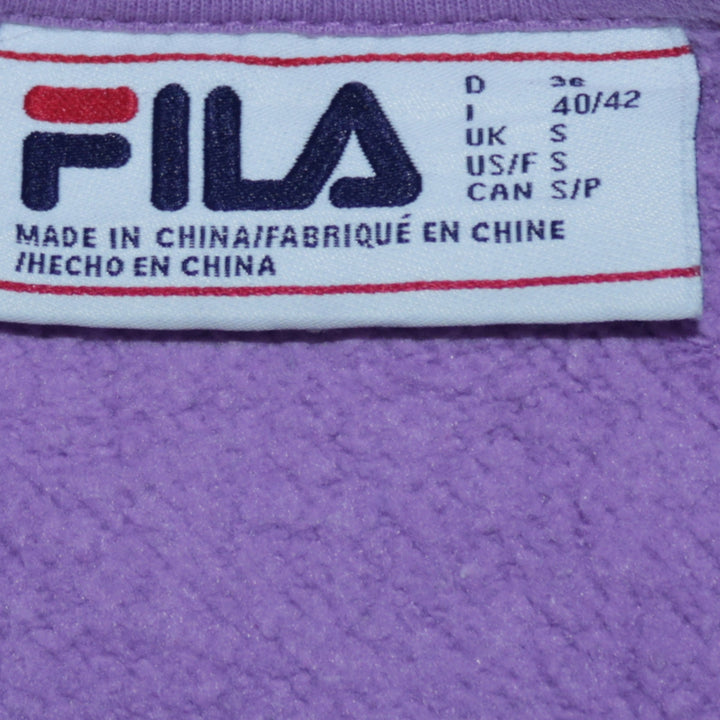 FILA
D 36
I 40/42
UK S
US/F S
CAN S/P
MADE IN CHINA/FABRIQUÉ EN CHINE
/HECHO EN CHINA